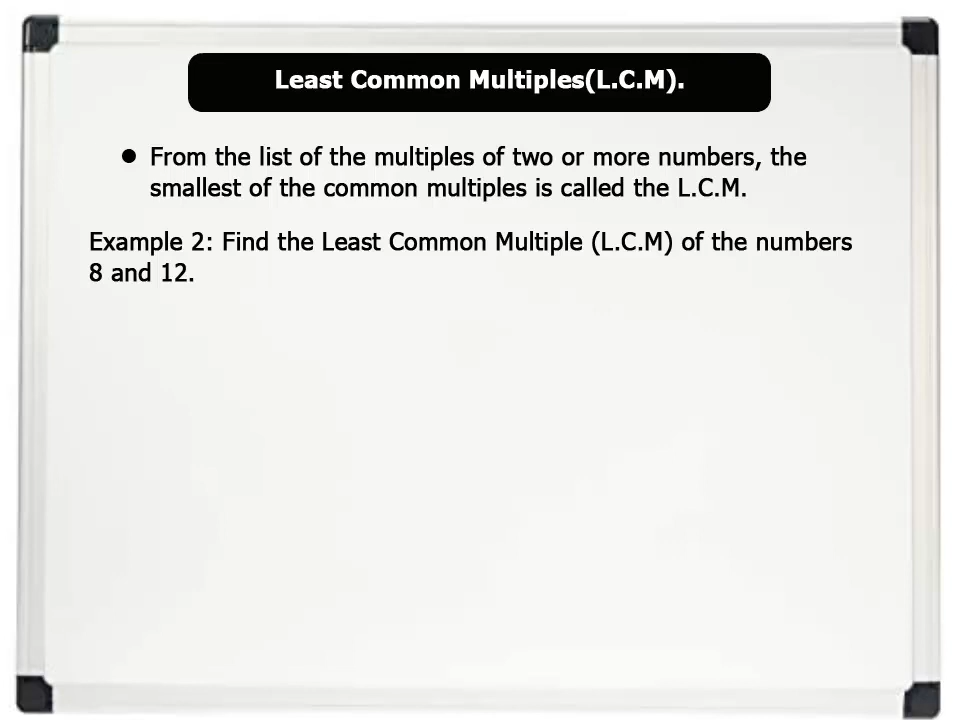 Least Common Multiples(L.C.M).
● From the list of the multiples of two or more numbers, the
smallest of the common multiples is called the L.C.M.
Example 2: Find the Least Common Multiple (L.C.M) of the numbers
8 and 12.